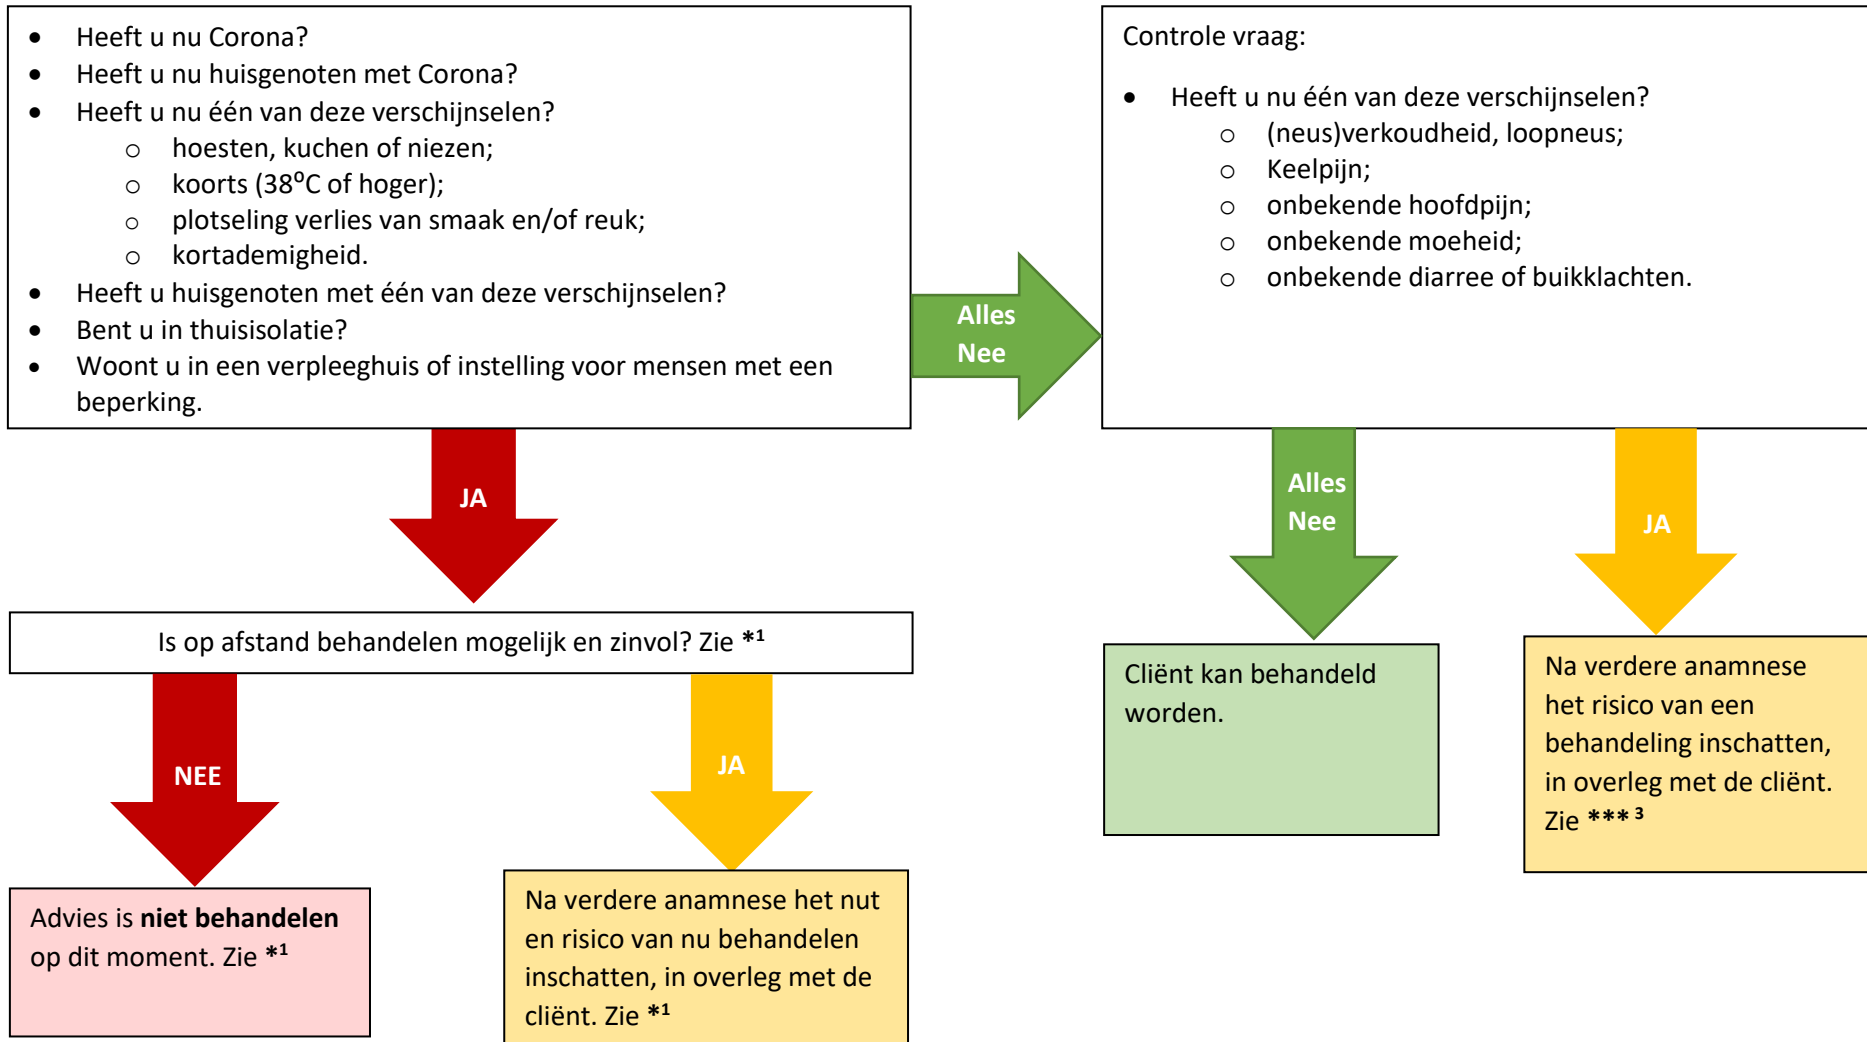 • Heeft u nu Corona?
• Heeft u nu huisgenoten met Corona?
• Heeft u nu één van deze verschijnselen?
o hoesten, kuchen of niezen;
o koorts (38⁰C of hoger);
o plotseling verlies van smaak en/of reuk;
o kortademigheid.
• Heeft u huisgenoten met één van deze verschijnselen?
• Bent u in thuisisolatie?
• Woont u in een verpleeghuis of instelling voor mensen met een
beperking.
Alles
Nee
Controle vraag:
• Heeft u nu één van deze verschijnselen?
o (neus)verkoudheid, loopneus;
o Keelpijn;
o onbekende hoofdpijn;
o onbekende moeheid;
o onbekende diarree of buikklachten.
JA
Alles
Nee
JA
Is op afstand behandelen mogelijk en zinvol? Zie *¹
NEE
JA
Cliënt kan behandeld
worden.
Na verdere anamnese
het risico van een
behandeling inschatten,
in overleg met de cliënt.
Zie *** ³
Advies is niet behandelen
op dit moment. Zie *¹
Na verdere anamnese het nut
en risico van nu behandelen
inschatten, in overleg met de
cliënt. Zie *¹